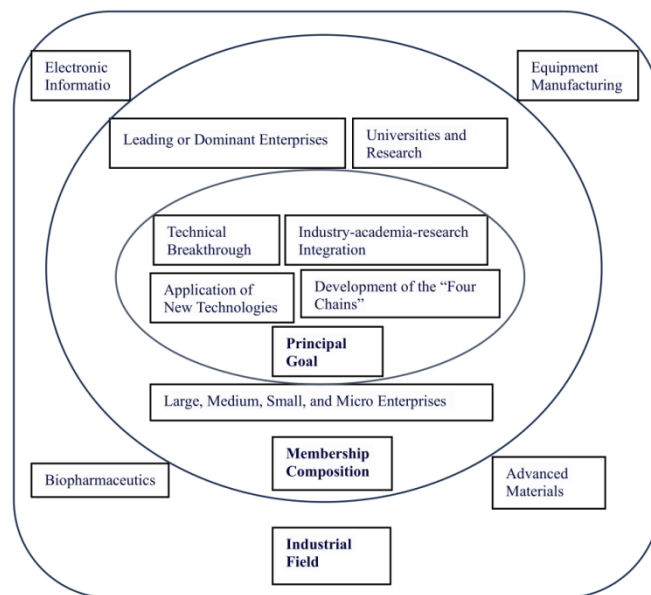 Electronic
Informatio
Equipment
Manufacturing
Leading or Dominant Enterprises
Universities and
Research
Technical
Breakthrough
Industry-academia-research
Integration
Application of
New Technologies
Development of the “Four
Chains”
Principal
Goal
Large, Medium, Small, and Micro Enterprises
Membership
Composition
Biopharmaceutics
Advanced
Materials
Industrial
Field